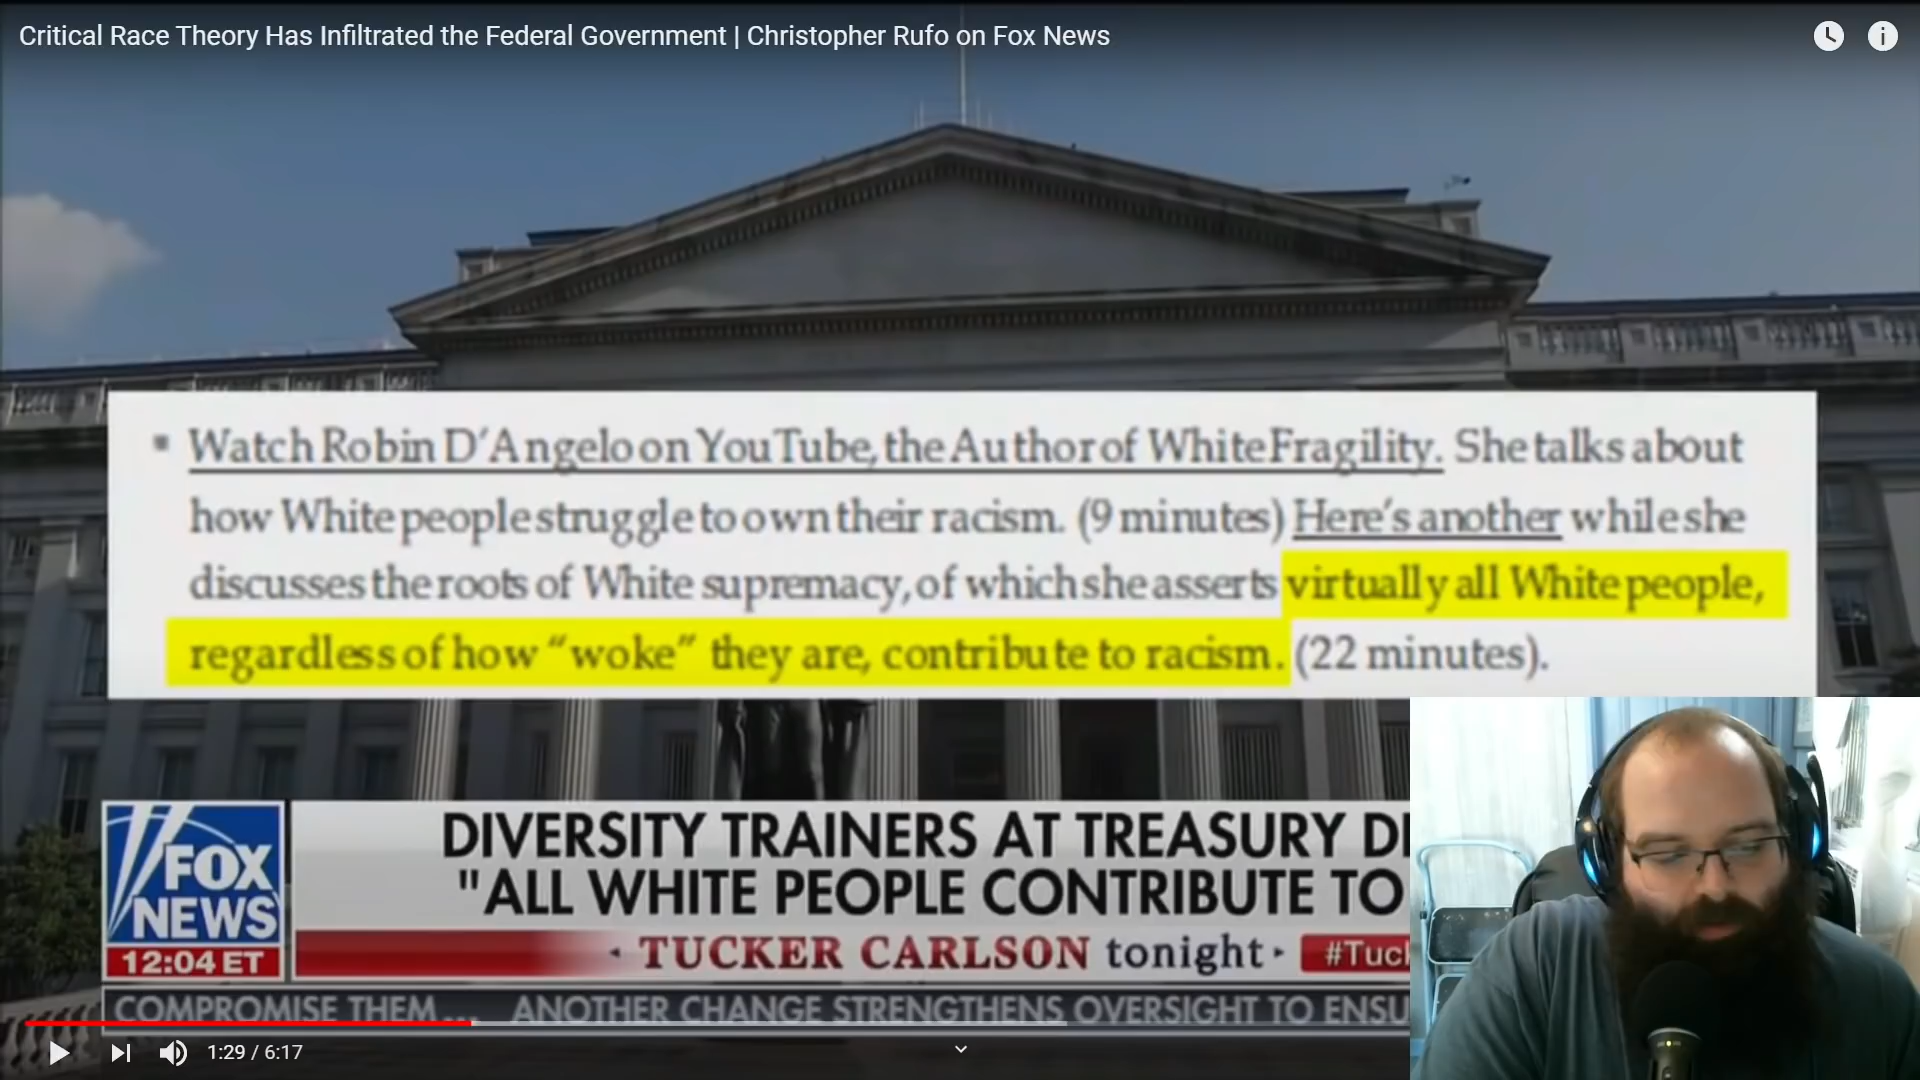 Critical Race Theory Has Infiltrated the Federal Government | Christopher Rufo on Fox News
▪ Watch Robin D'Angelo on YouTube, the Author of White Fragility. She talks about
how White people struggle to own their racism. (9 minutes) Here's another while she
discusses the roots of White supremacy, of which she asserts virtually all White people,
regardless of how "woke" they are, contribute to racism. (22 minutes).
FOX
NEWS
12:04 ET
DIVERSITY TRAINERS AT TREASURY D
"ALL WHITE PEOPLE CONTRIBUTE TO
TUCKER CARLSON tonight
#Tuck
COMPROMISE THEM... ANOTHER CHANGE STRENGTHENS OVERSIGHT TO ENSU
1:29 / 6:17